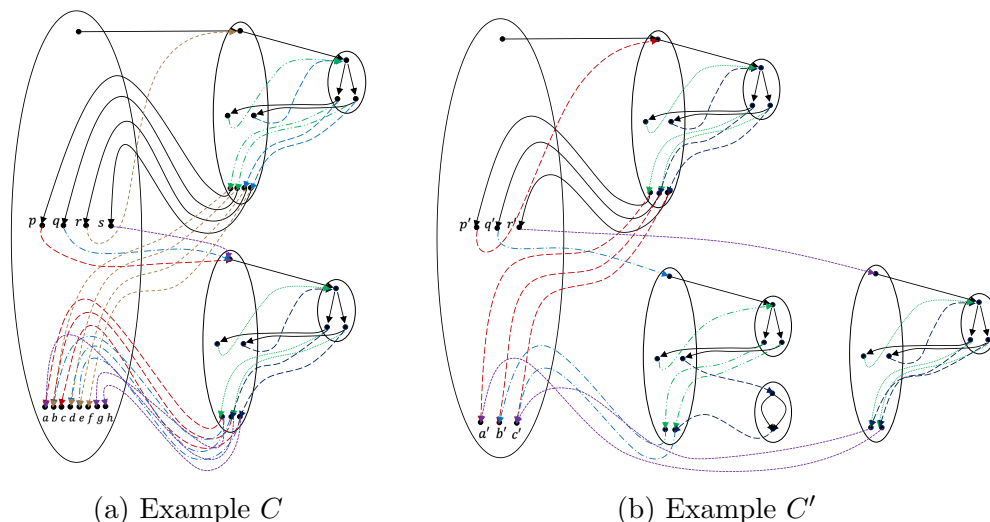 p q r s
p' q' r'
a b c d e f g h
a' b' c'
(a) Example C
(b) Example C'